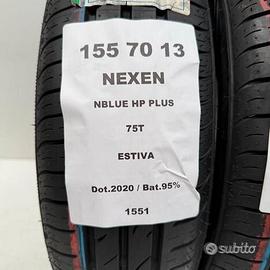 155 70 13
NEXEN
NBLUE HP PLUS
75T
ESTIVA
Dot.2020 / Bat.95%
1551
subito